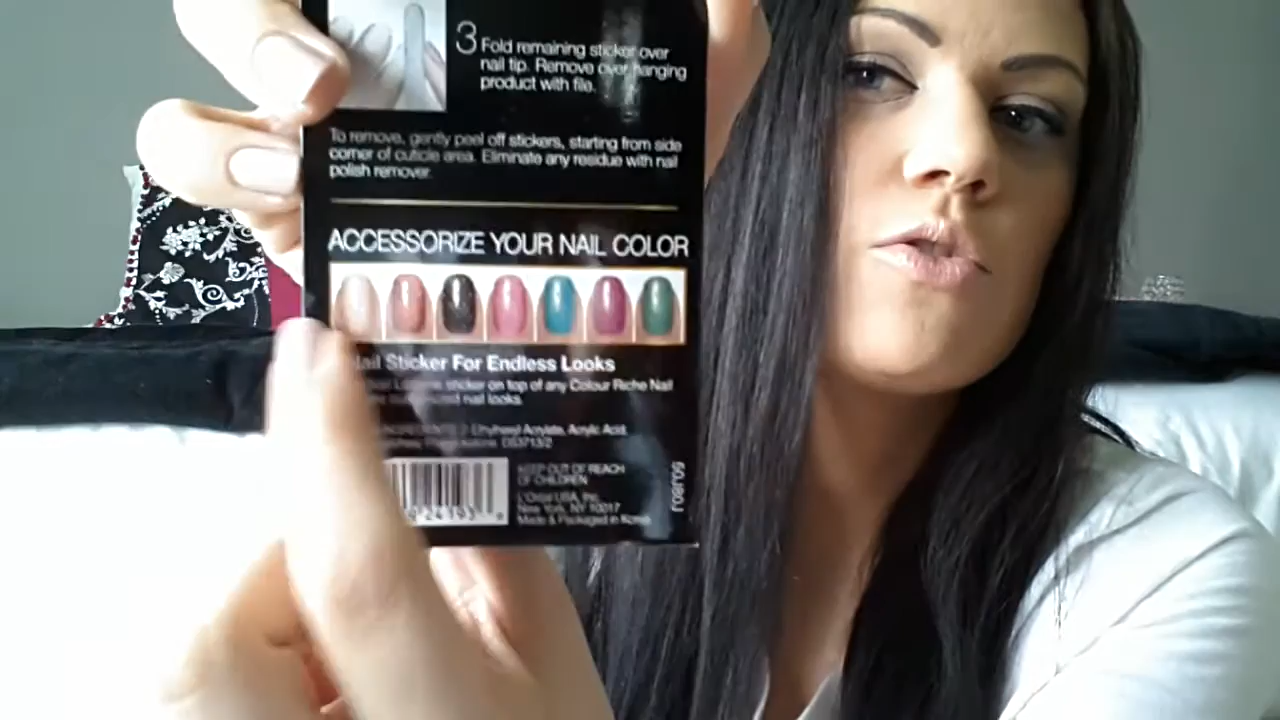 3 Fold remaining sticker over
nail tip. Remove over hanging
product with file.
To remove, gently peel off stickers, starting from side
corner of cuticle area. Eliminate any residue with nail
polish remover.
ACCESSORIZE YOUR NAIL COLOR
Nail Sticker For Endless Looks
sticker on top of any Colour Riche Nail
nail looks.
Acrylate, Acrylic Acid,
KEEP OUT OF REACH
OF CHILDREN
L'Oréal USA, Inc.
New York, NY 10017
Made & Packaged in Korea